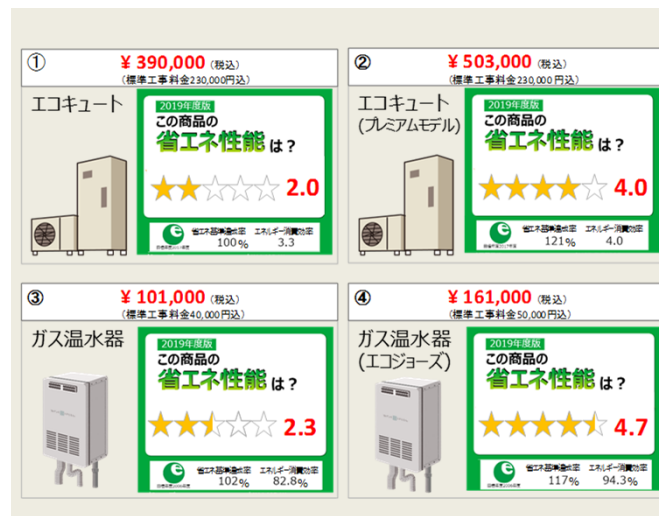 ①
¥ 390,000 (税込)
(標準工事料金230,000円込)
エコキュート
2019年度版
この商品の
省エネ性能は？
2.0
省エネ基準達成率 エネルギー消費効率
100% 3.3
②
¥ 503,000 (税込)
(標準工事料金230,000円込)
エコキュート
(プレミアムモデル)
2019年度版
この商品の
省エネ性能は？
4.0
省エネ基準達成率 エネルギー消費効率
121% 4.0
③
¥ 101,000 (税込)
(標準工事料金40,000円込)
ガス温水器
2019年度版
この商品の
省エネ性能は？
2.3
省エネ基準達成率 エネルギー消費効率
102% 82.8%
④
¥ 161,000 (税込)
(標準工事料金50,000円込)
ガス温水器
(エコジョーズ)
2019年度版
この商品の
省エネ性能は？
4.7
省エネ基準達成率 エネルギー消費効率
117% 94.3%